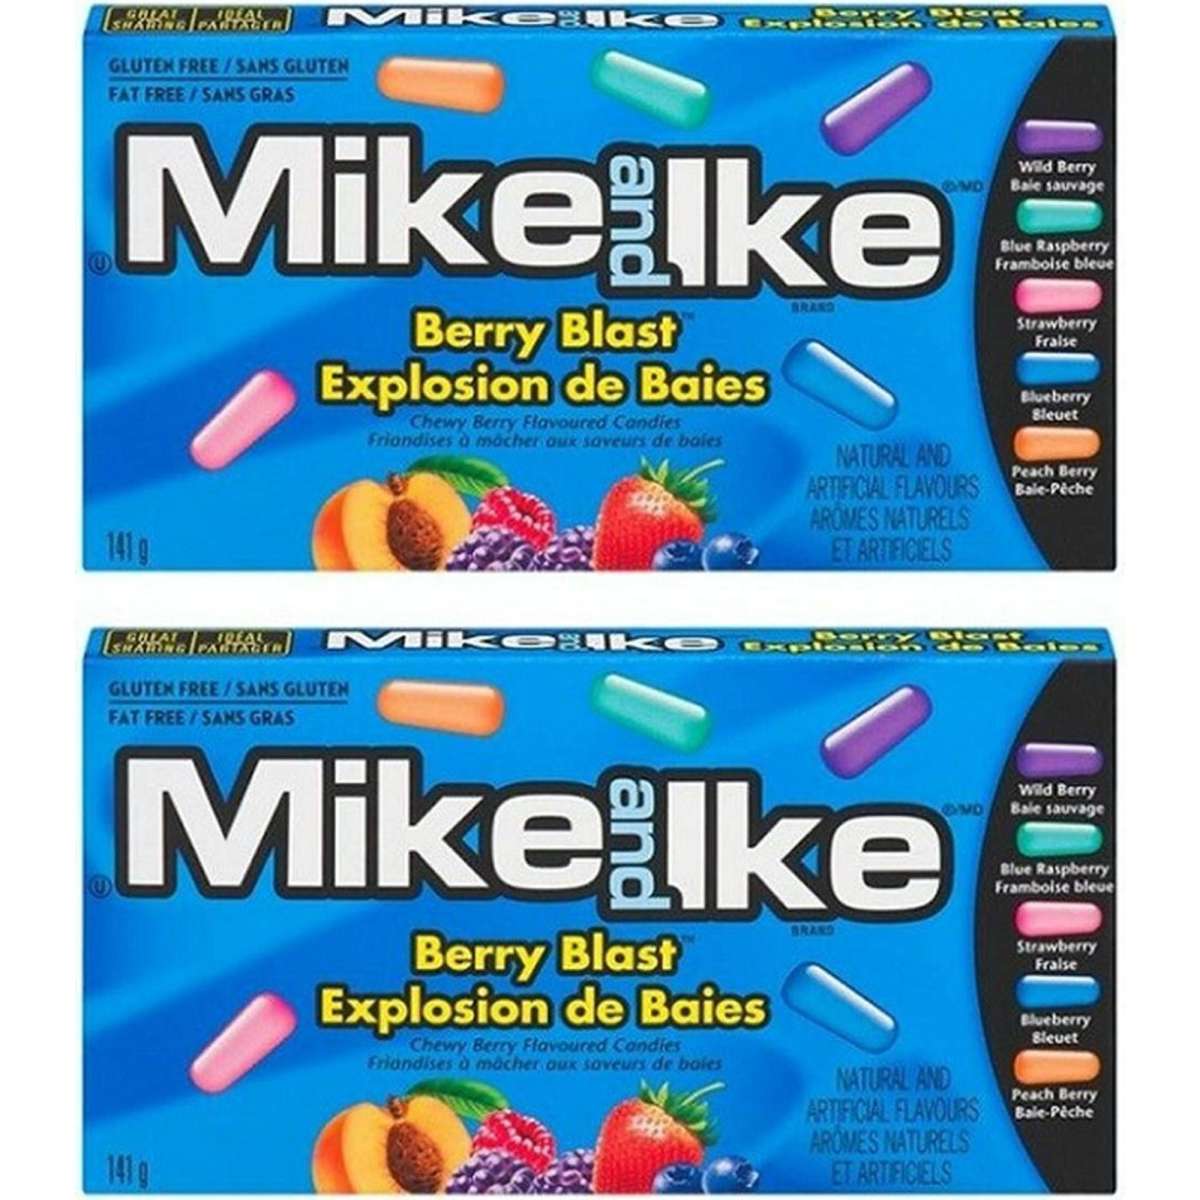 GREAT SHARING | IDÉAL PARTAGER
Mike and Ike
Berry Blast
Explosion de Baies
GLUTEN FREE / SANS GLUTEN
FAT FREE / SANS GRAS
Mike and Ike
®/MD
BRAND
U
Berry Blast™
Explosion de Baies
Chewy Berry Flavoured Candies
Friandises à mâcher aux saveurs de baies
NATURAL AND
ARTIFICIAL FLAVOURS
ARÔMES NATURELS
ET ARTIFICIELS
141 g
Wild Berry
Baie sauvage
Blue Raspberry
Framboise bleue
Strawberry
Fraise
Blueberry
Bleuet
Peach Berry
Baie-Pêche
GREAT SHARING | IDÉAL PARTAGER
Mike and Ike
Berry Blast
Explosion de Baies
GLUTEN FREE / SANS GLUTEN
FAT FREE / SANS GRAS
Mike and Ike
®/MD
BRAND
U
Berry Blast™
Explosion de Baies
Chewy Berry Flavoured Candies
Friandises à mâcher aux saveurs de baies
NATURAL AND
ARTIFICIAL FLAVOURS
ARÔMES NATURELS
ET ARTIFICIELS
141 g
Wild Berry
Baie sauvage
Blue Raspberry
Framboise bleue
Strawberry
Fraise
Blueberry
Bleuet
Peach Berry
Baie-Pêche